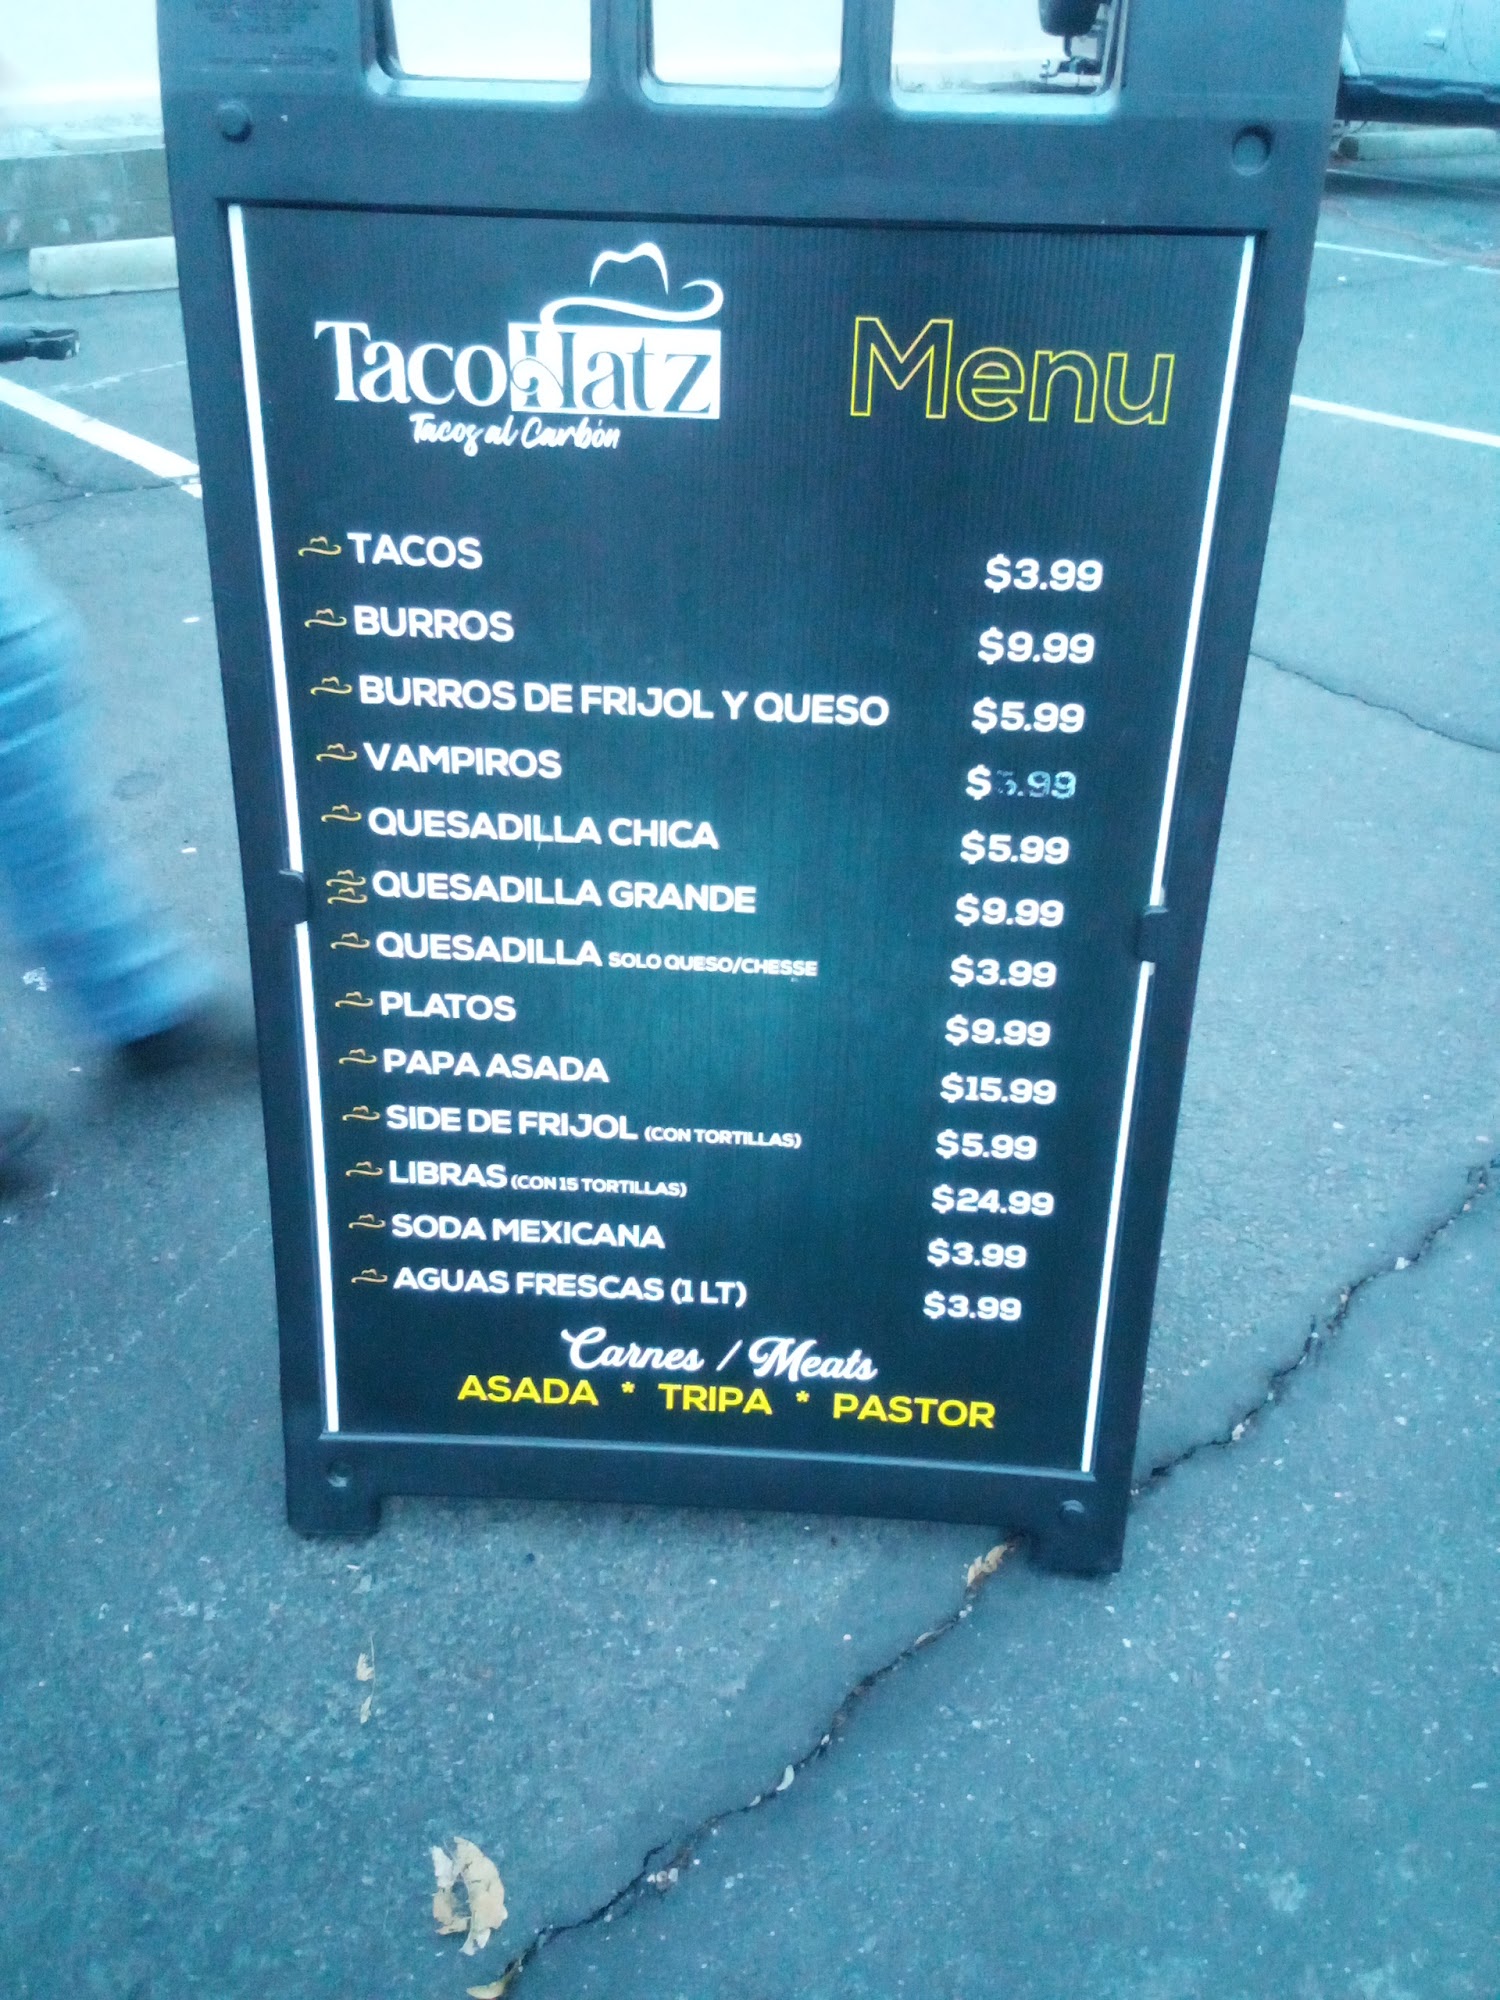 TacoHatz
Tacos al Carbón
Menu
TACOS $3.99
BURROS $9.99
BURROS DE FRIJOL Y QUESO $5.99
VAMPIROS
QUESADILLA CHICA $5.99
QUESADILLA GRANDE $9.99
QUESADILLA SOLO QUESO/CHESSE $3.99
PLATOS $9.99
PAPA ASADA $15.99
SIDE DE FRIJOL (CON TORTILLAS) $5.99
LIBRAS (CON 15 TORTILLAS) $24.99
SODA MEXICANA $3.99
AGUAS FRESCAS (1 LT) $3.99
Carnes / Meats
ASADA * TRIPA * PASTOR